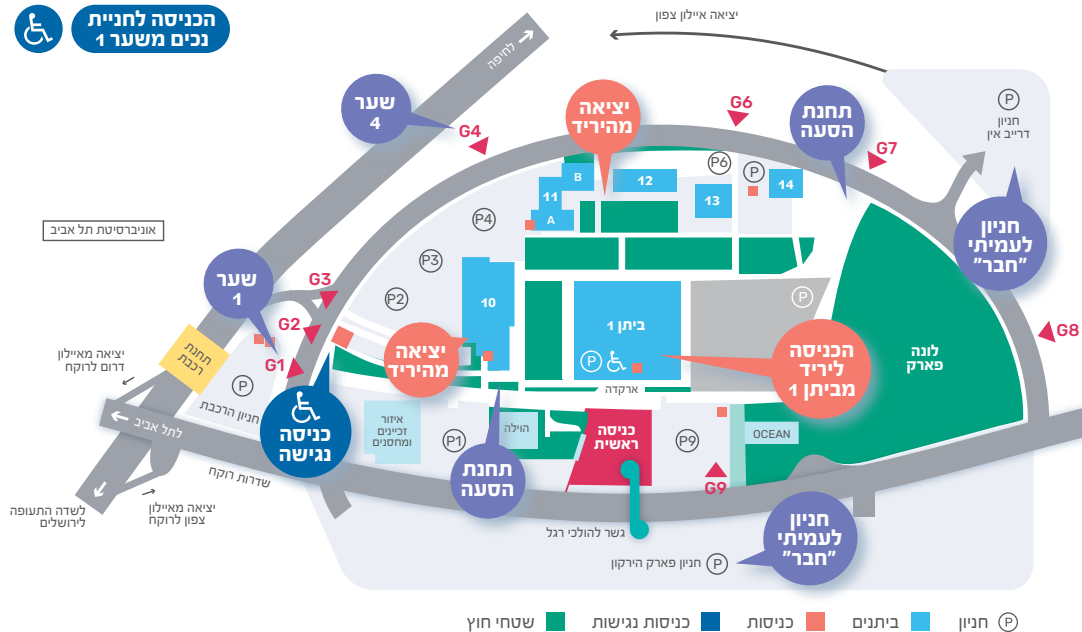 הכניסה לחניית
נכים משער 1
יציאה איילון צפון
לחיפה
שער
4
G4
יציאה
מהיריד
G6
תחנת
הסעה
G7
P
חניון
דרייב אין
חניון
לעמיתי
"חבר"
B
11
A
12
P6
P
13
14
P4
אוניברסיטת תל אביב
שער
1
G3
P3
P2
G2
G1
10
ביתן 1
P
P
הכניסה
ליריד
מביתן 1
לונה
פארק
G8
יציאה
מהיריד
תחנת
רכבת
יציאה מאיילון
דרום לרוקח
P
חניון הרכבת
כניסה
נגישה
ארקדה
לתל אביב
איזור
זכיינים
ומחסנים
P1
הוילה
כניסה
ראשית
P9
OCEAN
תחנת
הסעה
G9
שדרות רוקח
לשדה התעופה
לירושלים
יציאה מאיילון
צפון לרוקח
גשר להולכי רגל
חניון
לעמיתי
"חבר"
חניון פארק הירקון P
P חניון
ביתנים
כניסות
כניסות נגישות
שטחי חוץ